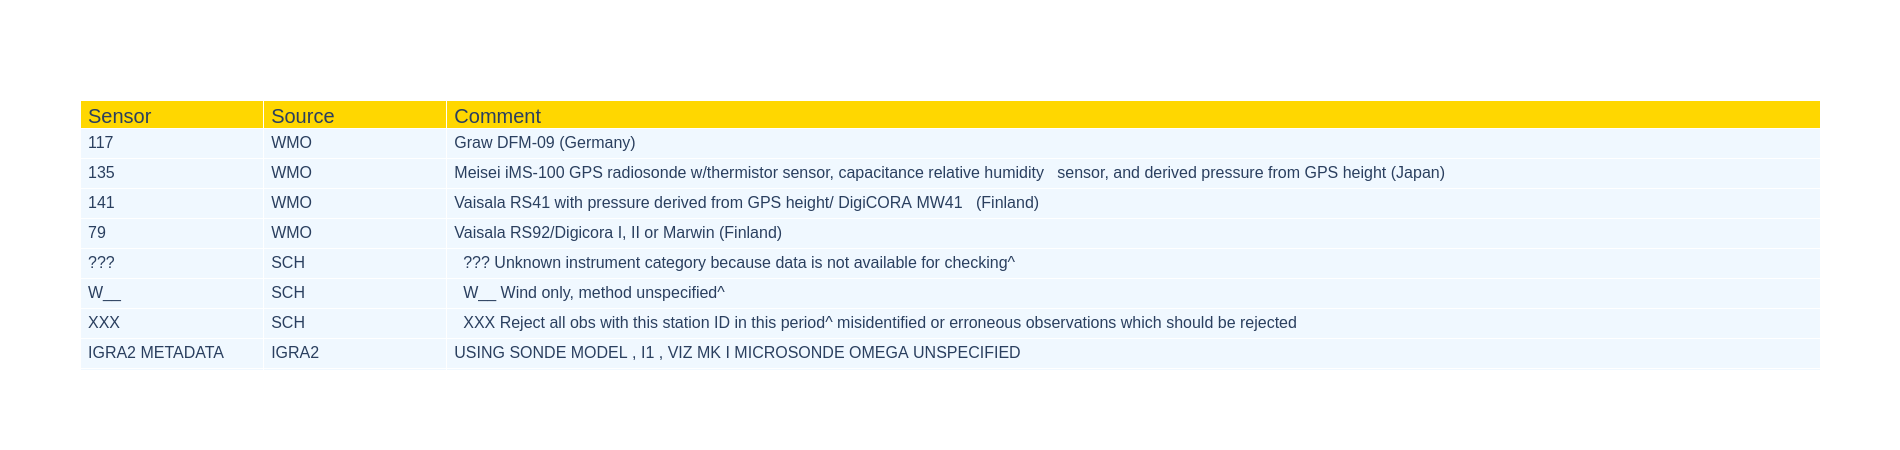 Sensor Source Comment
117 WMO Graw DFM-09 (Germany)
135 WMO Meisei iMS-100 GPS radiosonde w/thermistor sensor, capacitance relative humidity   sensor, and derived pressure from GPS height (Japan)
141 WMO Vaisala RS41 with pressure derived from GPS height/ DigiCORA MW41   (Finland)
79 WMO Vaisala RS92/Digicora I, II or Marwin (Finland)
??? SCH ??? Unknown instrument category because data is not available for checking^
W__ SCH W__ Wind only, method unspecified^
XXX SCH XXX Reject all obs with this station ID in this period^ misidentified or erroneous observations which should be rejected
IGRA2 METADATA IGRA2 USING SONDE MODEL , I1 , VIZ MK I MICROSONDE OMEGA UNSPECIFIED